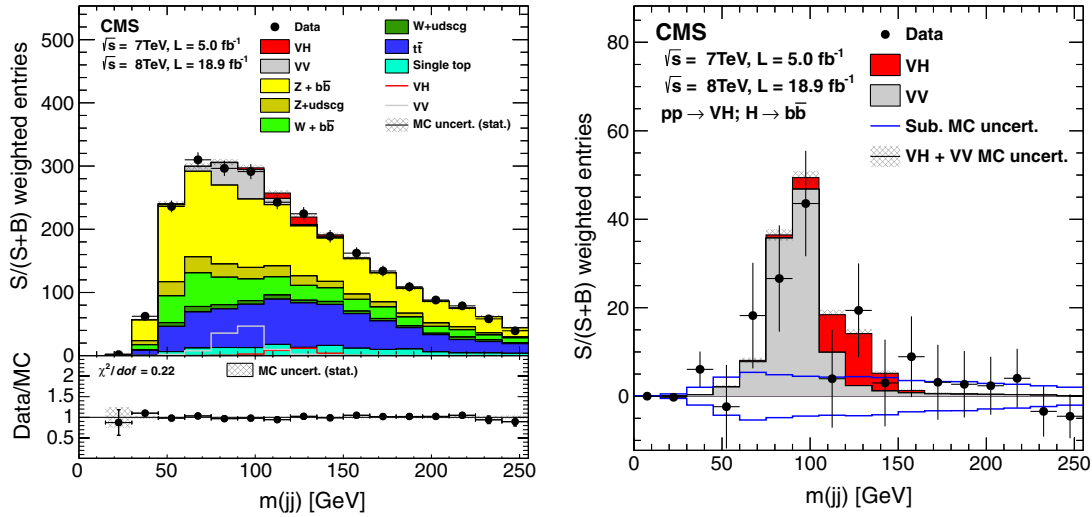 CMS
√s = 7TeV, L = 5.0 fb⁻¹
√s = 8TeV, L = 18.9 fb⁻¹
Data
VH
VV
Z + bb̅
Z+udscg
W + bb̅
W+udscg
tt̅
Single top
VH
VV
MC uncert. (stat.)
S/(S+B) weighted entries
500
400
300
200
100
0
χ²/dof = 0.22
MC uncert. (stat.)
Data/MC
2
1.5
1
0.5
0 50 100 150 200 250
m(jj) [GeV]
CMS
√s = 7TeV, L = 5.0 fb⁻¹
√s = 8TeV, L = 18.9 fb⁻¹
pp → VH; H → bb̅
Data
VH
VV
Sub. MC uncert.
VH + VV MC uncert.
S/(S+B) weighted entries
80
60
40
20
0
0 50 100 150 200 250
m(jj) [GeV]